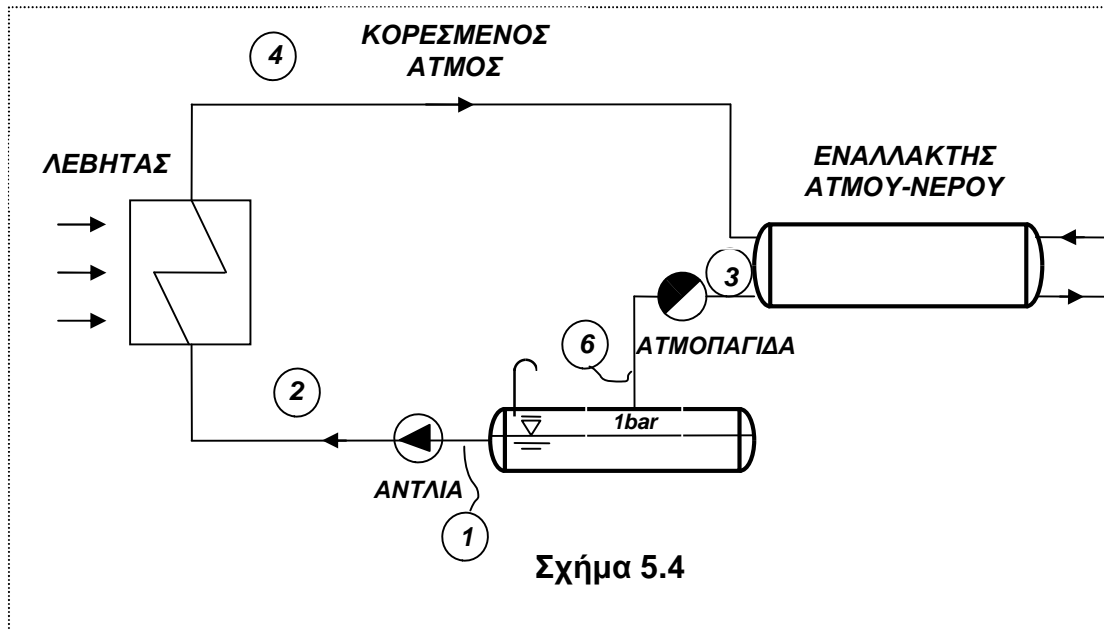 4
ΚΟΡΕΣΜΕΝΟΣ
ΑΤΜΟΣ
ΛΕΒΗΤΑΣ
ΕΝΑΛΛΑΚΤΗΣ
ΑΤΜΟΥ-ΝΕΡΟΥ
3
6
ΑΤΜΟΠΑΓΙΔΑ
2
1bar
ΑΝΤΛΙΑ
1
Σχήμα 5.4